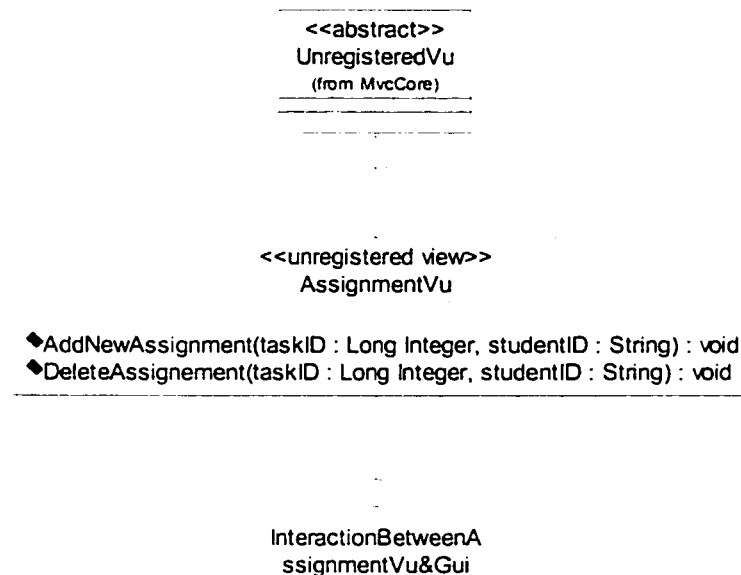 <<abstract>>
UnregisteredVu
(from MvcCore)
<<unregistered view>>
AssignmentVu
AddNewAssignment(taskID : Long Integer, studentID : String) : void
DeleteAssignement(taskID : Long Integer, studentID : String) : void
InteractionBetweenA
ssignmentVu&Gui